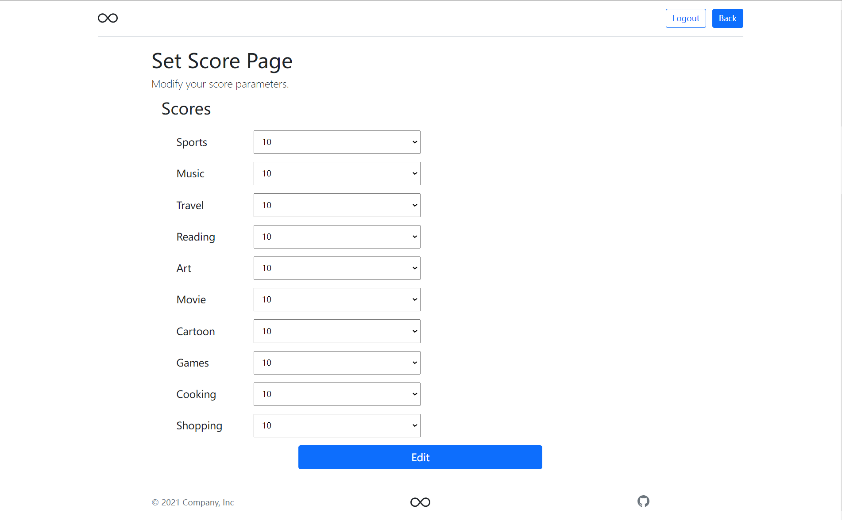 Logout Back
Set Score Page
Modify your score parameters.
Scores
Sports 10
Music 10
Travel 10
Reading 10
Art 10
Movie 10
Cartoon 10
Games 10
Cooking 10
Shopping 10
Edit
© 2021 Company, Inc